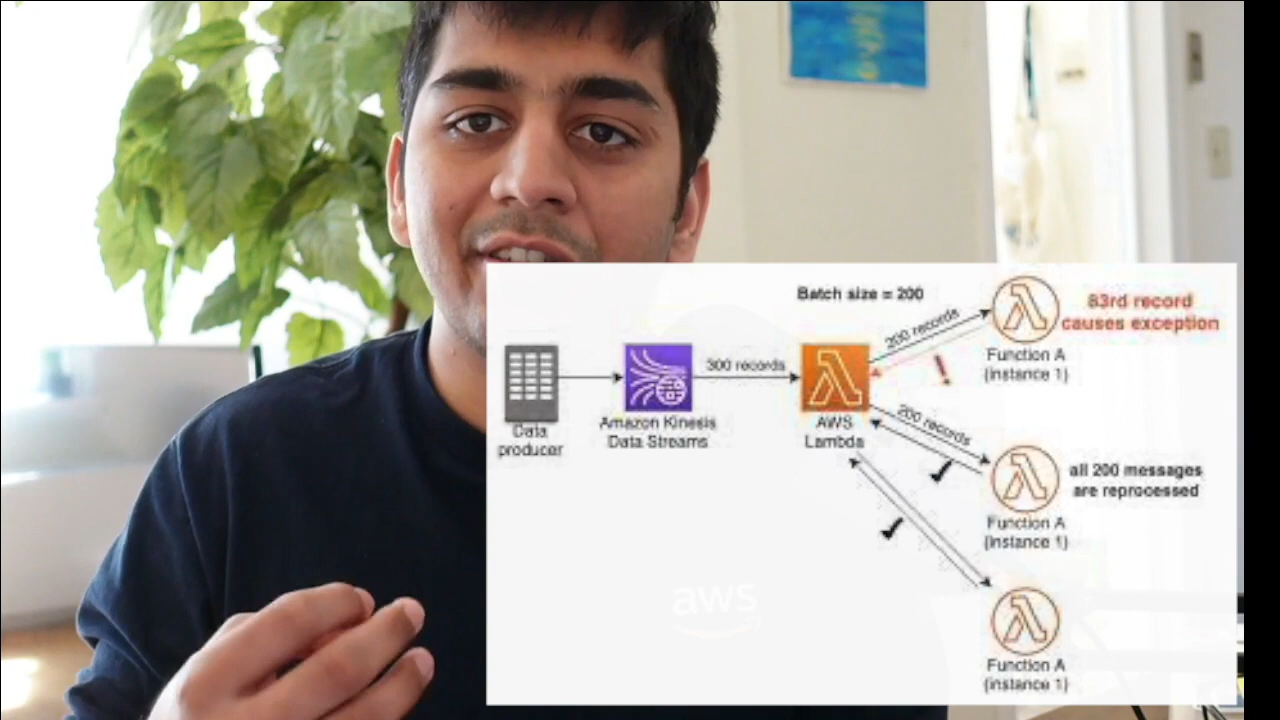 Batch size = 200
200 records
83rd record
causes exception
Function A
(instance 1)
300 records
Data
producer
Amazon Kinesis
Data Streams
AWS
Lambda
200 records
all 200 messages
are reprocessed
Function A
(instance 1)
aws
Function A
(instance 1)